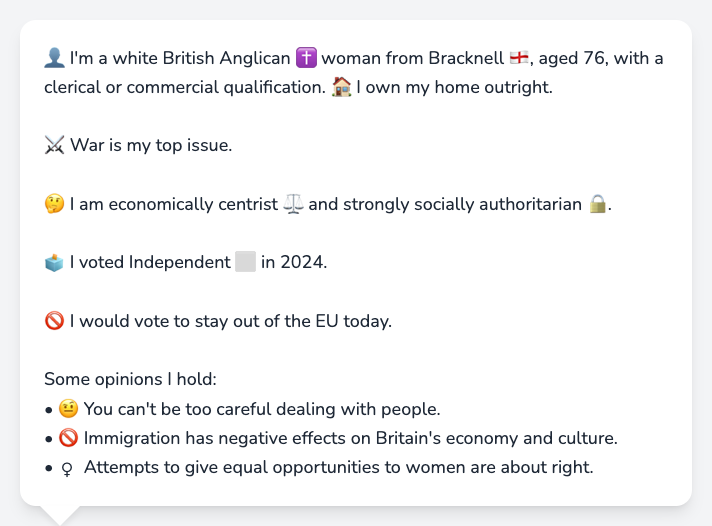 👤 I'm a white British Anglican ✝️ woman from Bracknell 🏴󠁧󠁢󠁥󠁮󠁧󠁿, aged 76, with a
clerical or commercial qualification. 🏠 I own my home outright.
⚔️ War is my top issue.
🤔 I am economically centrist ⚖️ and strongly socially authoritarian 🔒.
🗳️ I voted Independent ⬜ in 2024.
🚫 I would vote to stay out of the EU today.
Some opinions I hold:
• 🤨 You can't be too careful dealing with people.
• 🚫 Immigration has negative effects on Britain's economy and culture.
• ♀ Attempts to give equal opportunities to women are about right.